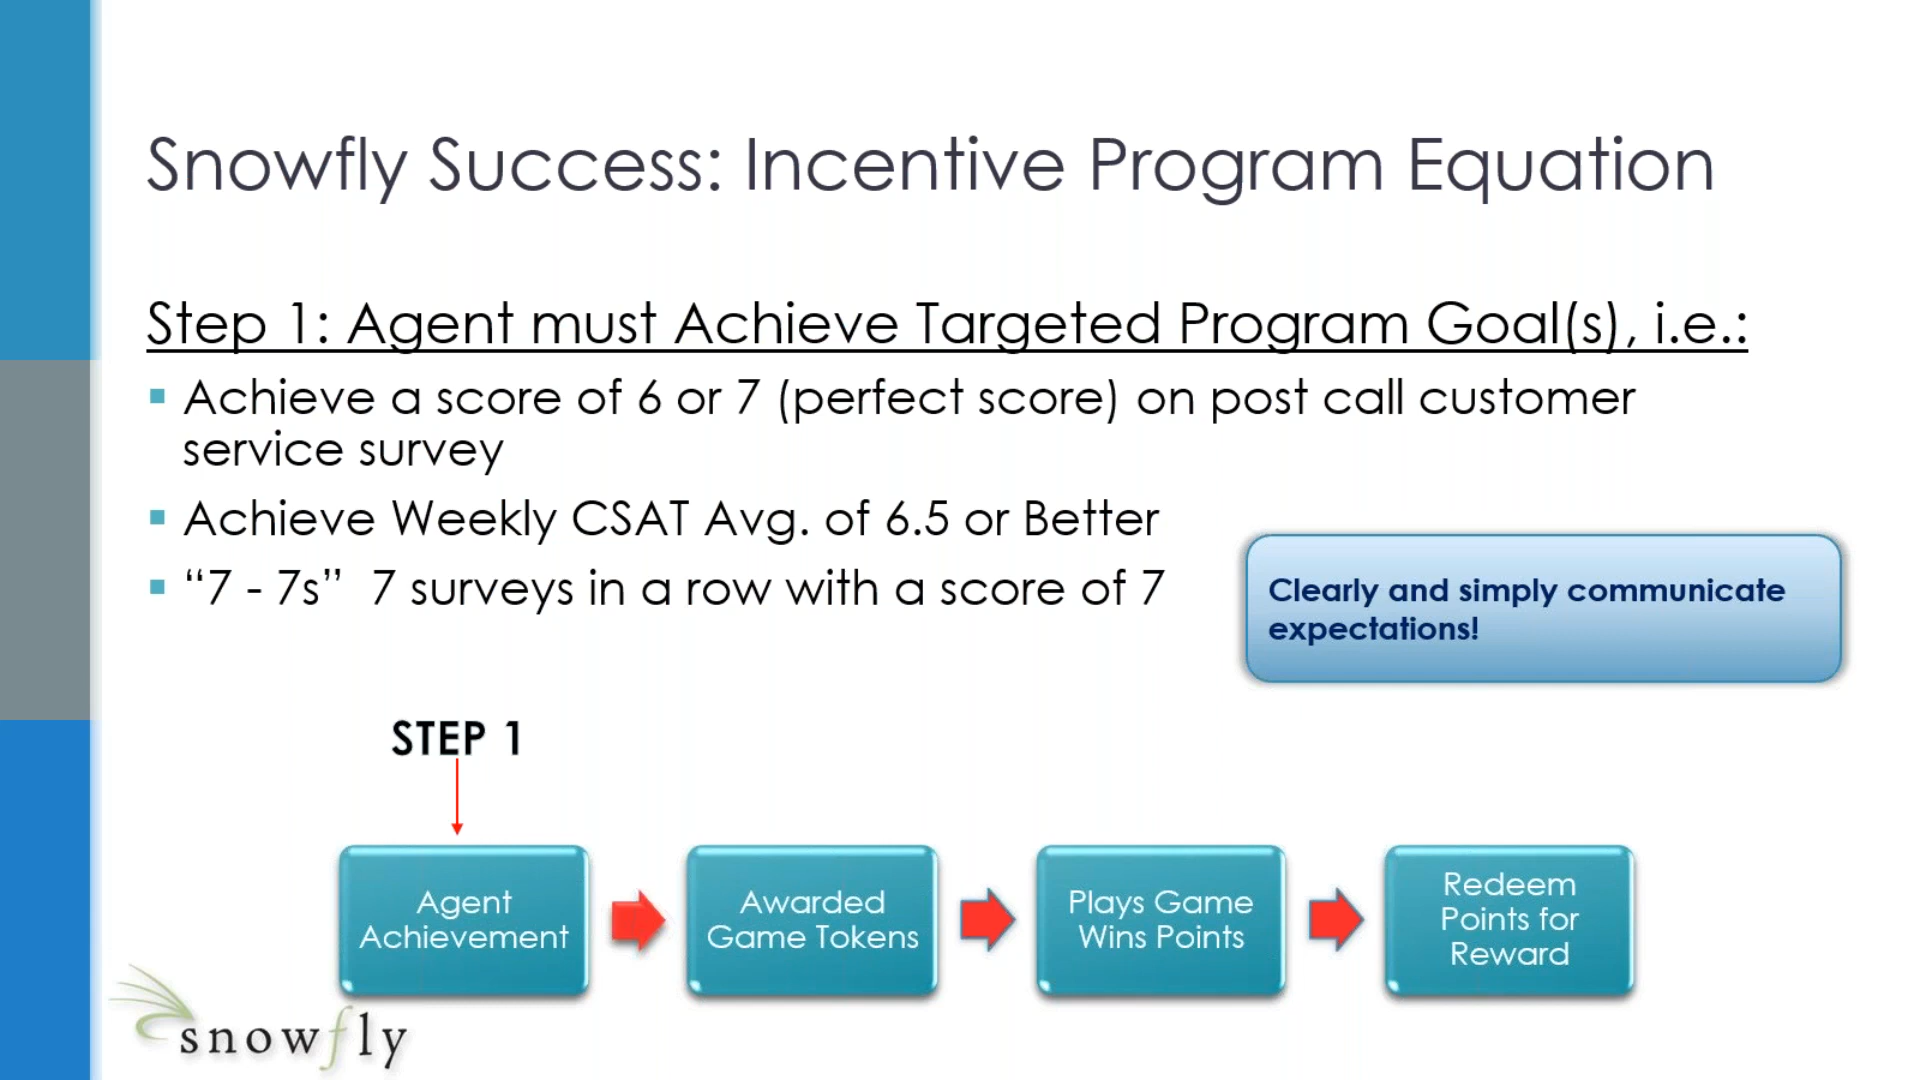 Snowfly Success: Incentive Program Equation
Step 1: Agent must Achieve Targeted Program Goal(s), i.e.:
Achieve a score of 6 or 7 (perfect score) on post call customer
service survey
Achieve Weekly CSAT Avg. of 6.5 or Better
“7 - 7s” 7 surveys in a row with a score of 7
Clearly and simply communicate
expectations!
STEP 1
Agent
Achievement
Awarded
Game Tokens
Plays Game
Wins Points
Redeem
Points for
Reward
snowfly